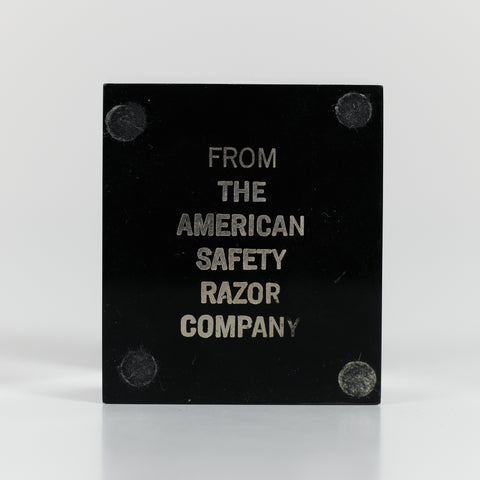 FROM
THE
AMERICAN
SAFETY
RAZOR
COMPANY